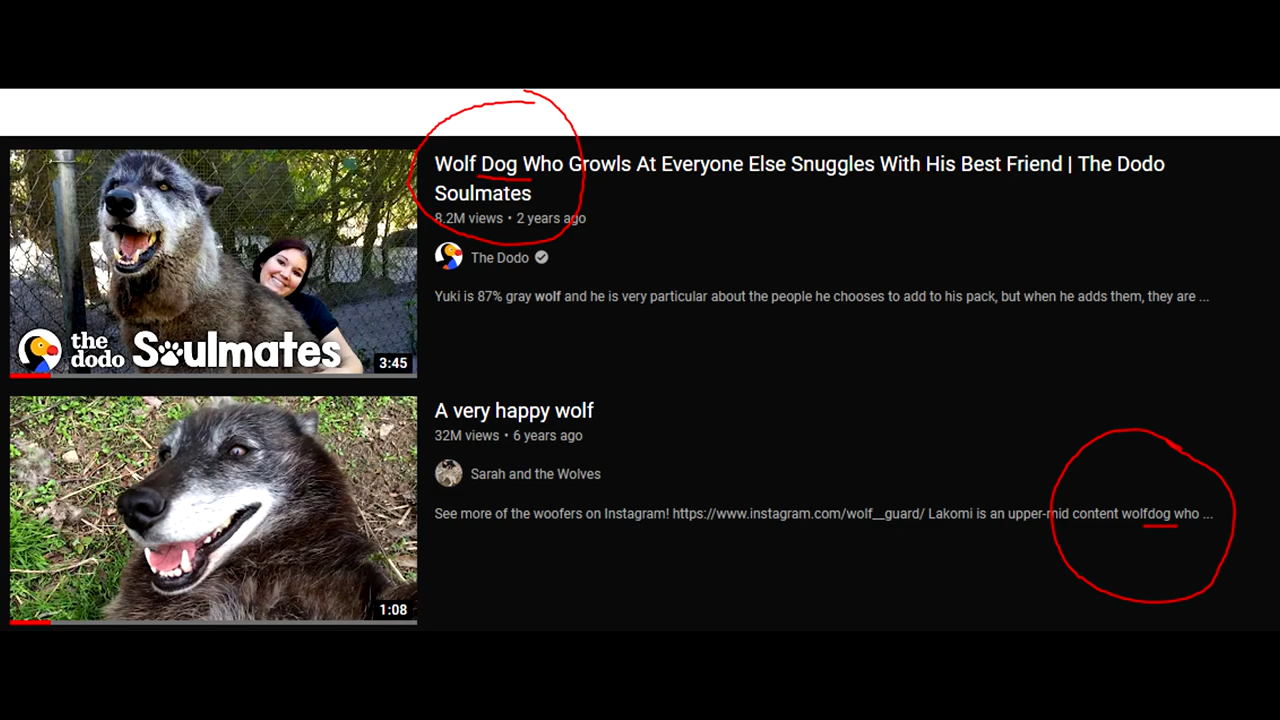 Wolf Dog Who Growls At Everyone Else Snuggles With His Best Friend | The Dodo
Soulmates
8.2M views • 2 years ago
The Dodo
Yuki is 87% gray wolf and he is very particular about the people he chooses to add to his pack, but when he adds them, they are ...
the
dodo
Soulmates
3:45
A very happy wolf
32M views • 6 years ago
Sarah and the Wolves
See more of the woofers on Instagram! https://www.instagram.com/wolf__guard/ Lakomi is an upper-mid content wolfdog who ...
1:08